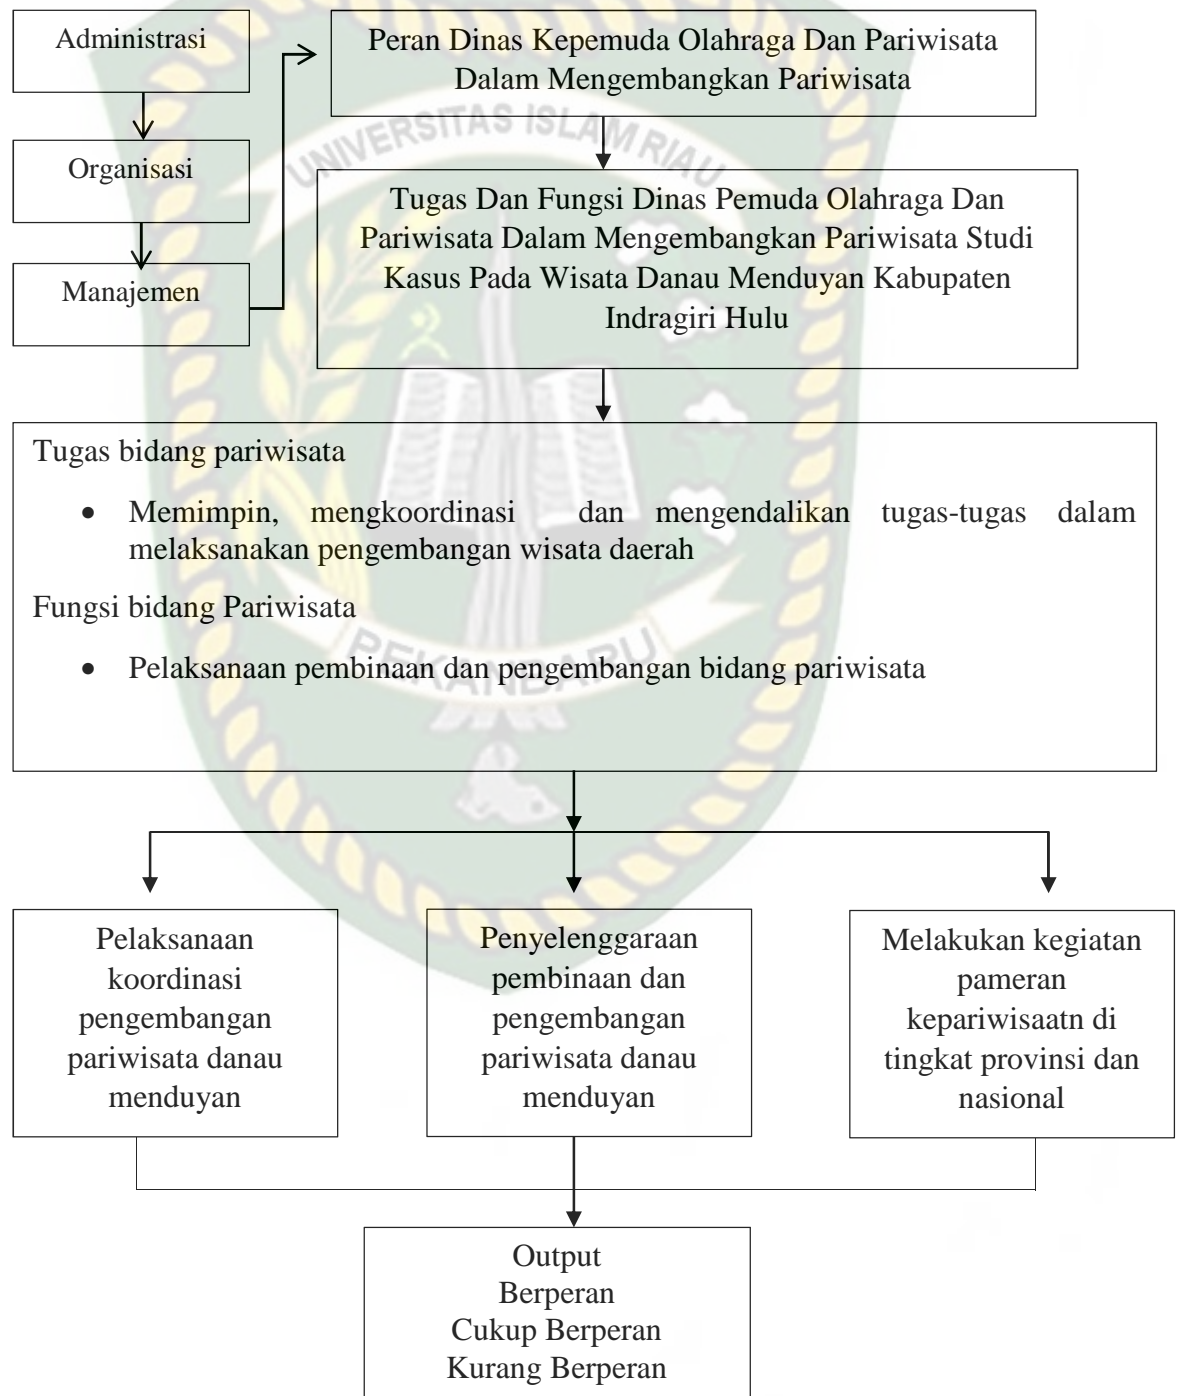 Administrasi
Organisasi
Manajemen
Peran Dinas Kepemuda Olahraga Dan Pariwisata
Dalam Mengembangkan Pariwisata
UNIVERSITAS ISLAM RIAU
Tugas Dan Fungsi Dinas Pemuda Olahraga Dan
Pariwisata Dalam Mengembangkan Pariwisata Studi
Kasus Pada Wisata Danau Menduyan Kabupaten
Indragiri Hulu
Tugas bidang pariwisata
• Memimpin, mengkoordinasi dan mengendalikan tugas-tugas dalam
melaksanakan pengembangan wisata daerah
Fungsi bidang Pariwisata
• Pelaksanaan pembinaan dan pengembangan bidang pariwisata
PEKANBARU
Pelaksanaan
koordinasi
pengembangan
pariwisata danau
menduyan
Penyelenggaraan
pembinaan dan
pengembangan
pariwisata danau
menduyan
Melakukan kegiatan
pameran
kepariwisaatn di
tingkat provinsi dan
nasional
Output
Berperan
Cukup Berperan
Kurang Berperan